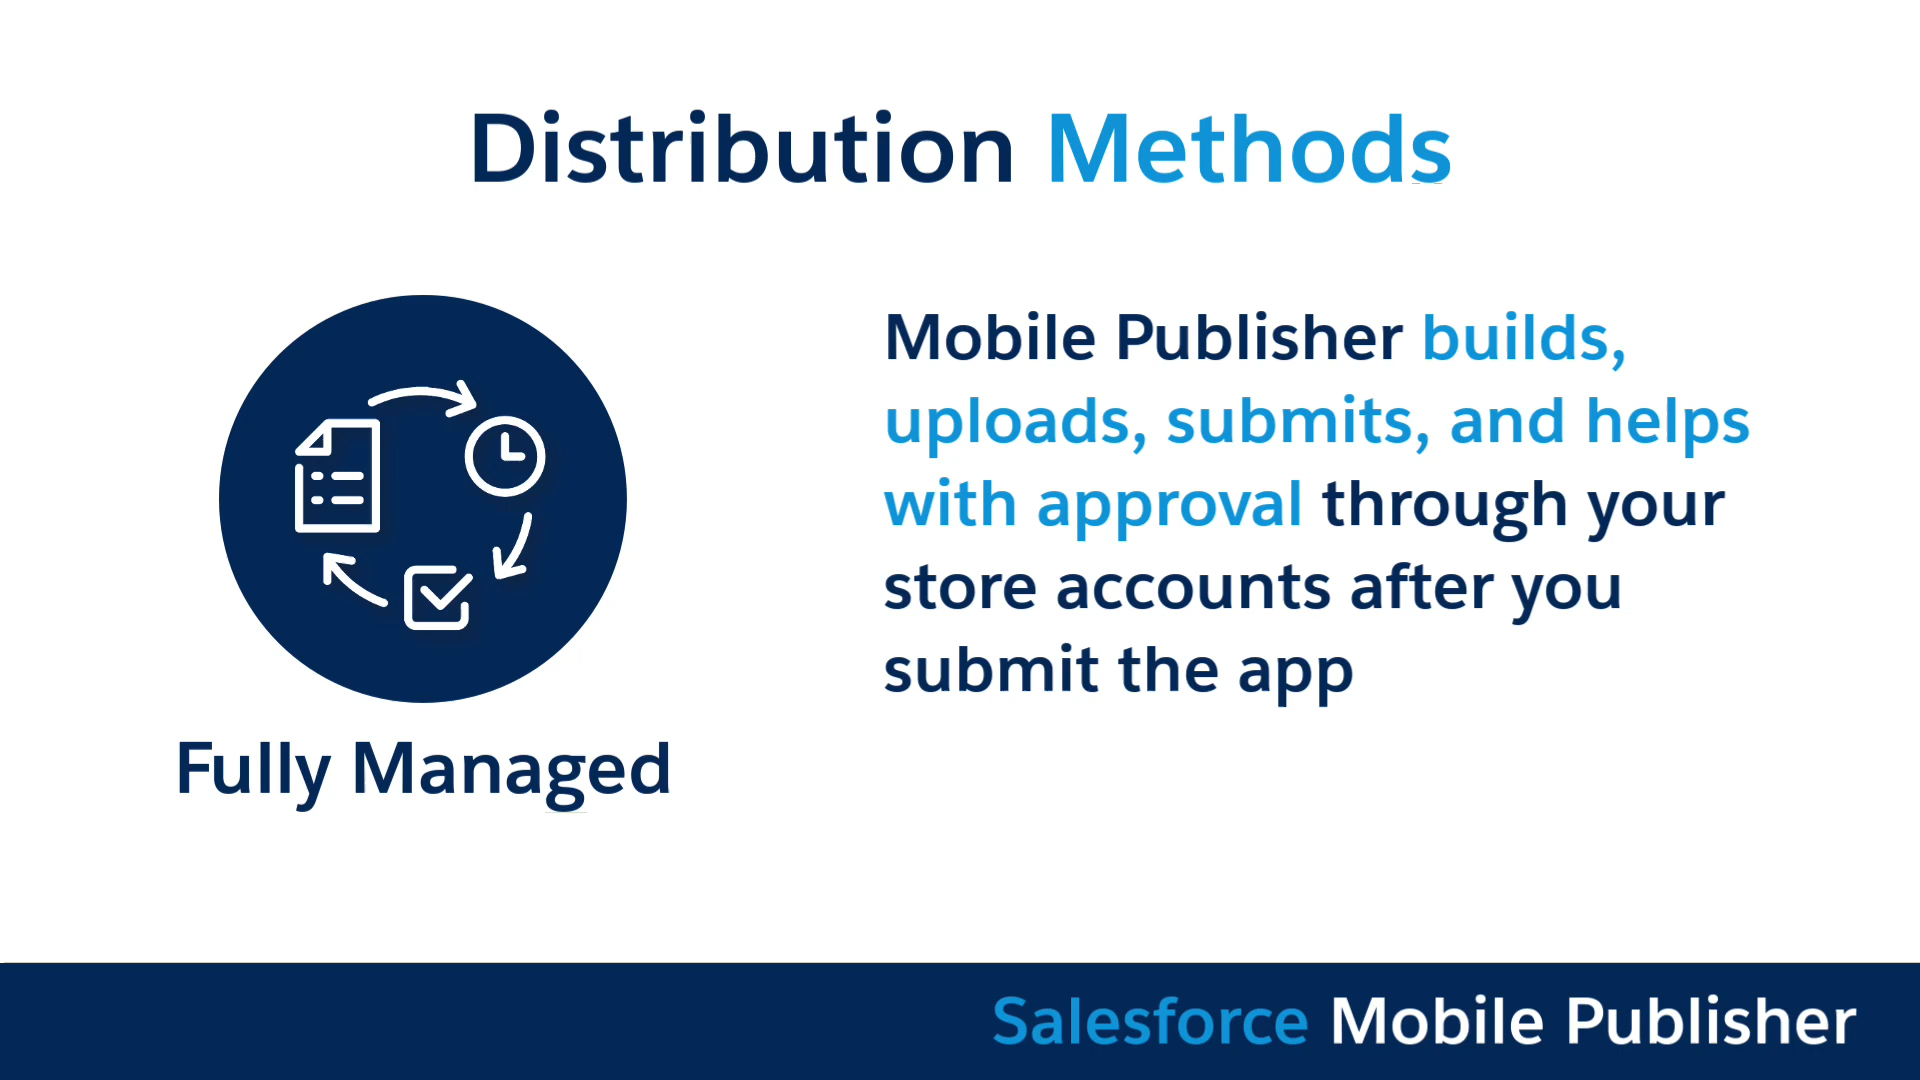 Distribution Methods
Mobile Publisher builds,
uploads, submits, and helps
with approval through your
store accounts after you
submit the app
Fully Managed
Salesforce Mobile Publisher